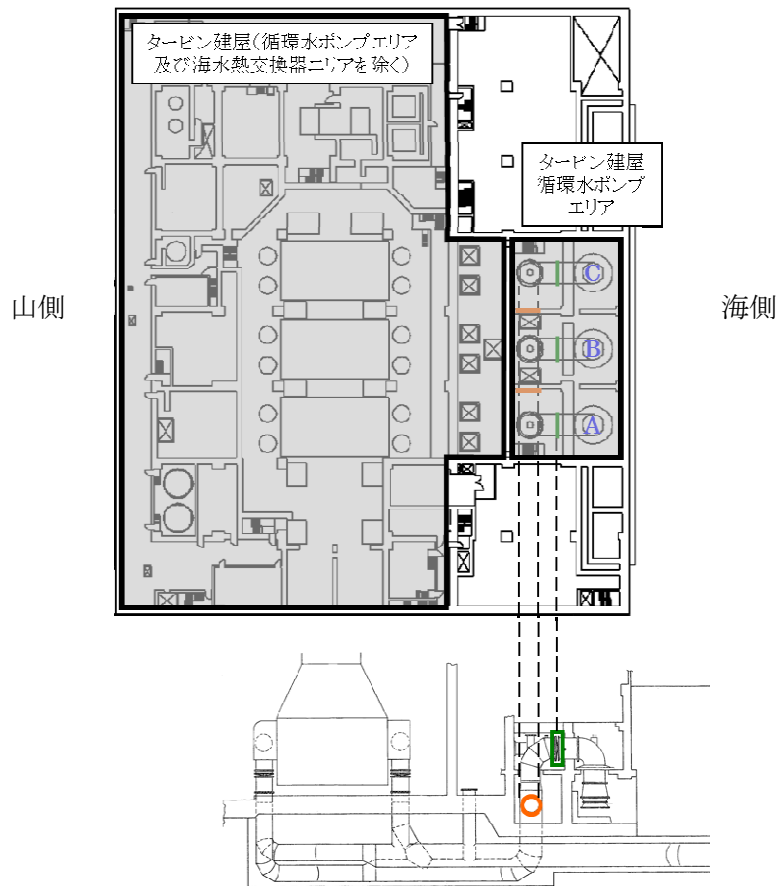 タービン建屋(循環水ポンプエリア
及び海水熱交換器エリアを除く)
タービン建屋
循環水ポンプ
エリア
山側
海側
C
B
A